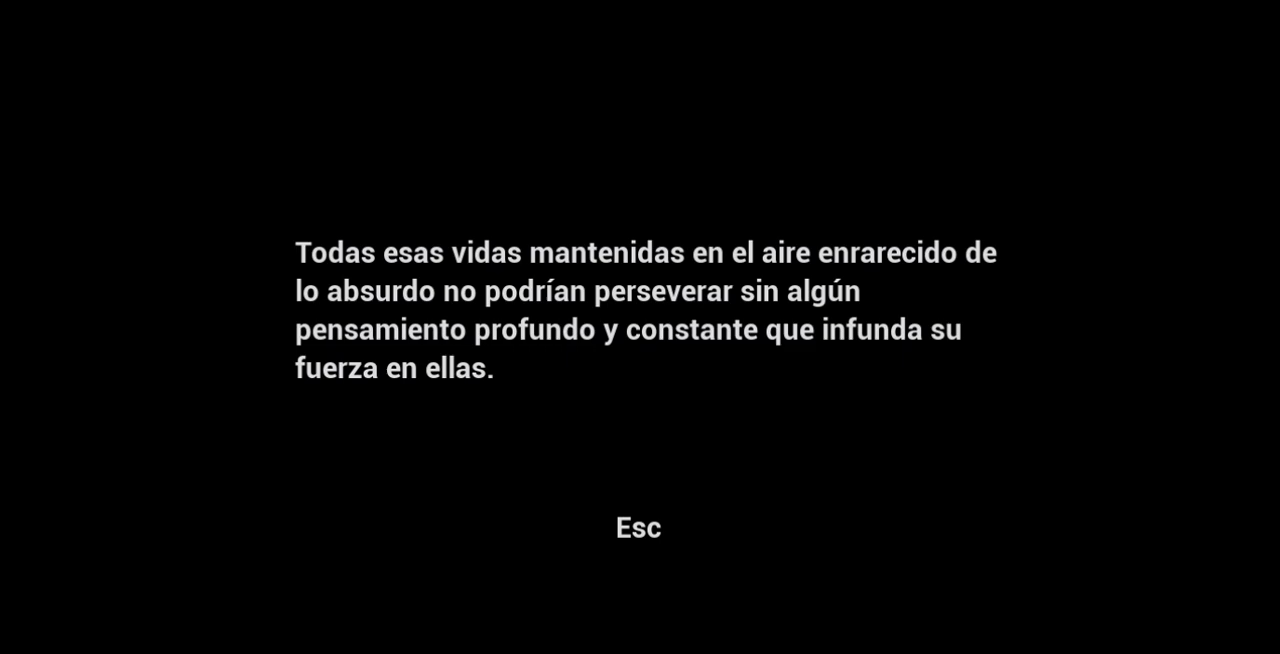 Todas esas vidas mantenidas en el aire enrarecido de
lo absurdo no podrían perseverar sin algún
pensamiento profundo y constante que infunda su
fuerza en ellas.
Esc